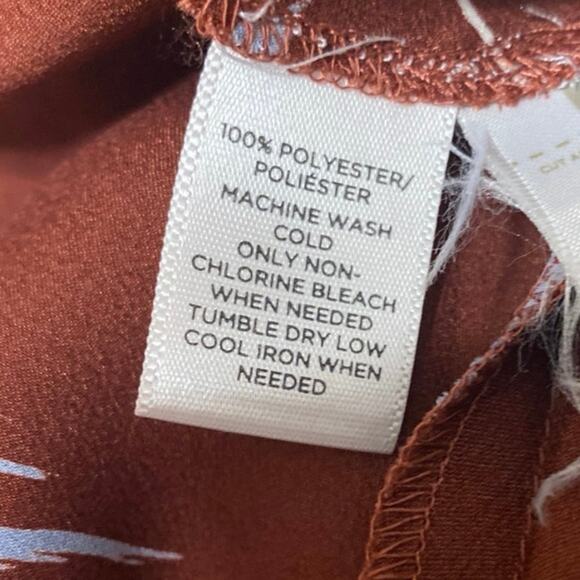 100% POLYESTER/
POLIÉSTER
MACHINE WASH
COLD
ONLY NON-
CHLORINE BLEACH
WHEN NEEDED
TUMBLE DRY LOW
COOL IRON WHEN
NEEDED
CUT